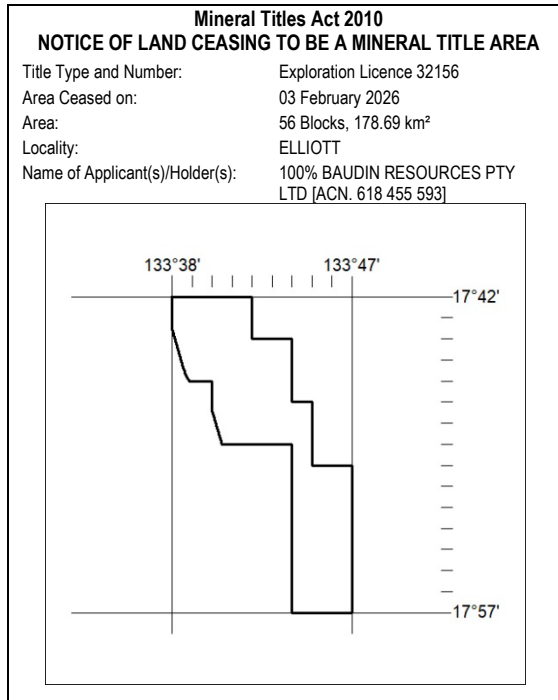 Mineral Titles Act 2010
NOTICE OF LAND CEASING TO BE A MINERAL TITLE AREA
Title Type and Number: Exploration Licence 32156
Area Ceased on: 03 February 2026
Area: 56 Blocks, 178.69 km²
Locality: ELLIOTT
Name of Applicant(s)/Holder(s): 100% BAUDIN RESOURCES PTY
LTD [ACN. 618 455 593]
133°38' 133°47'
17°42'
17°57'